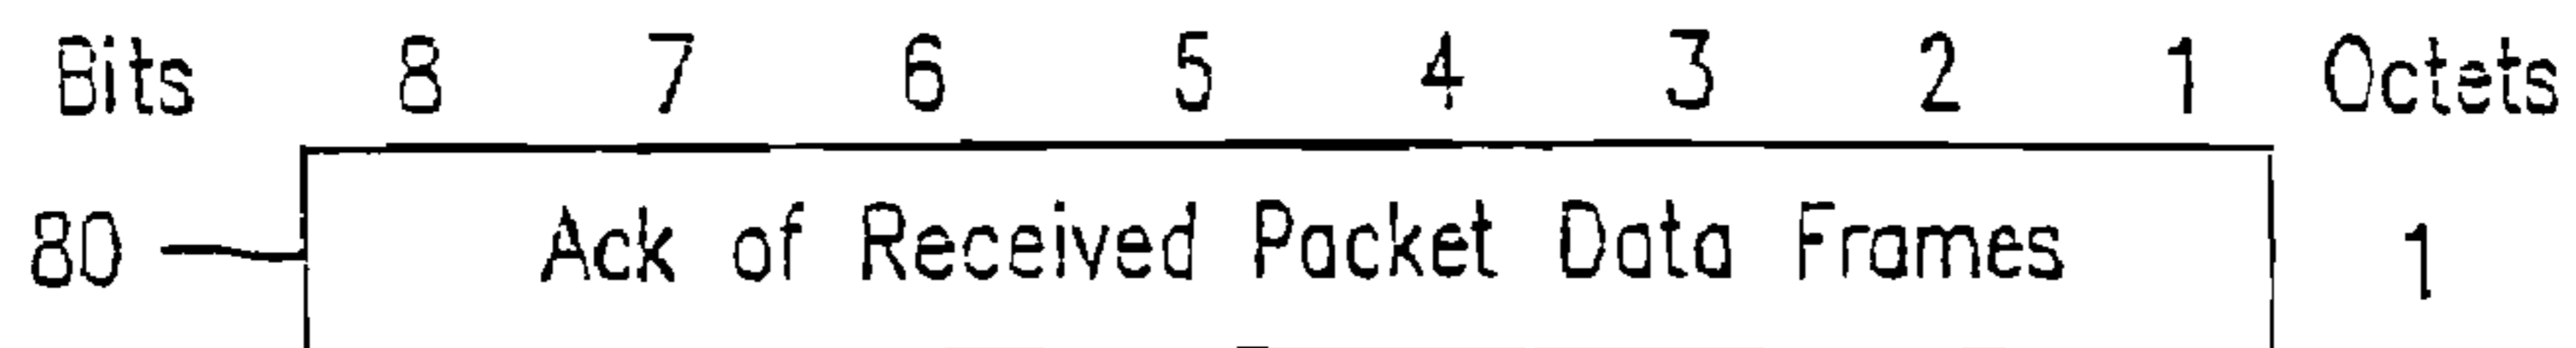 Bits 8 7 6 5 4 3 2 1 Octets
80 Ack of Received Packet Data Frames 1